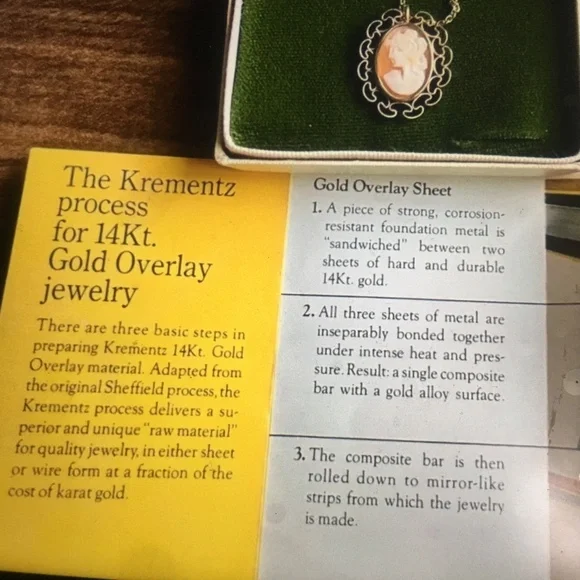 The Krementz
process
for 14Kt.
Gold Overlay
jewelry
There are three basic steps in
preparing Krementz 14Kt. Gold
Overlay material. Adapted from
the original Sheffield process, the
Krementz process delivers a su-
perior and unique "raw material"
for quality jewelry, in either sheet
or wire form at a fraction of the
cost of karat gold.
Gold Overlay Sheet
1. A piece of strong, corrosion-
resistant foundation metal is
"sandwiched" between two
sheets of hard and durable
14Kt. gold.
2. All three sheets of metal are
inseparably bonded together
under intense heat and pres-
sure. Result: a single composite
bar with a gold alloy surface.
3. The composite bar is then
rolled down to mirror-like
strips from which the jewelry
is made.